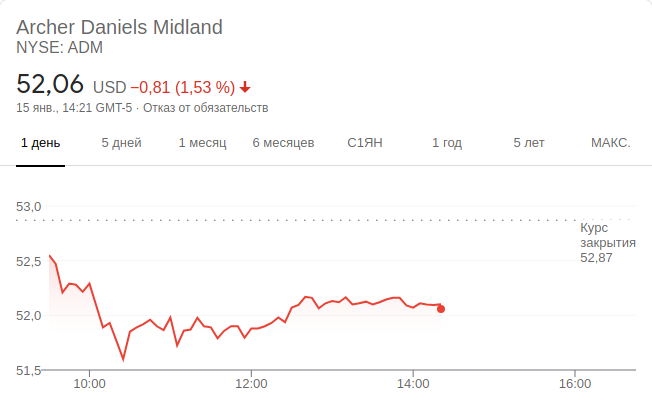 Archer Daniels Midland
NYSE: ADM
52,06 USD −0,81 (1,53 %)
15 янв., 14:21 GMT-5 · Отказ от обязательств
1 день 5 дней 1 месяц 6 месяцев С1ЯН 1 год 5 лет МАКС.
53,0
Курс
закрытия
52,87
52,5
52,0
51,5
10:00 12:00 14:00 16:00